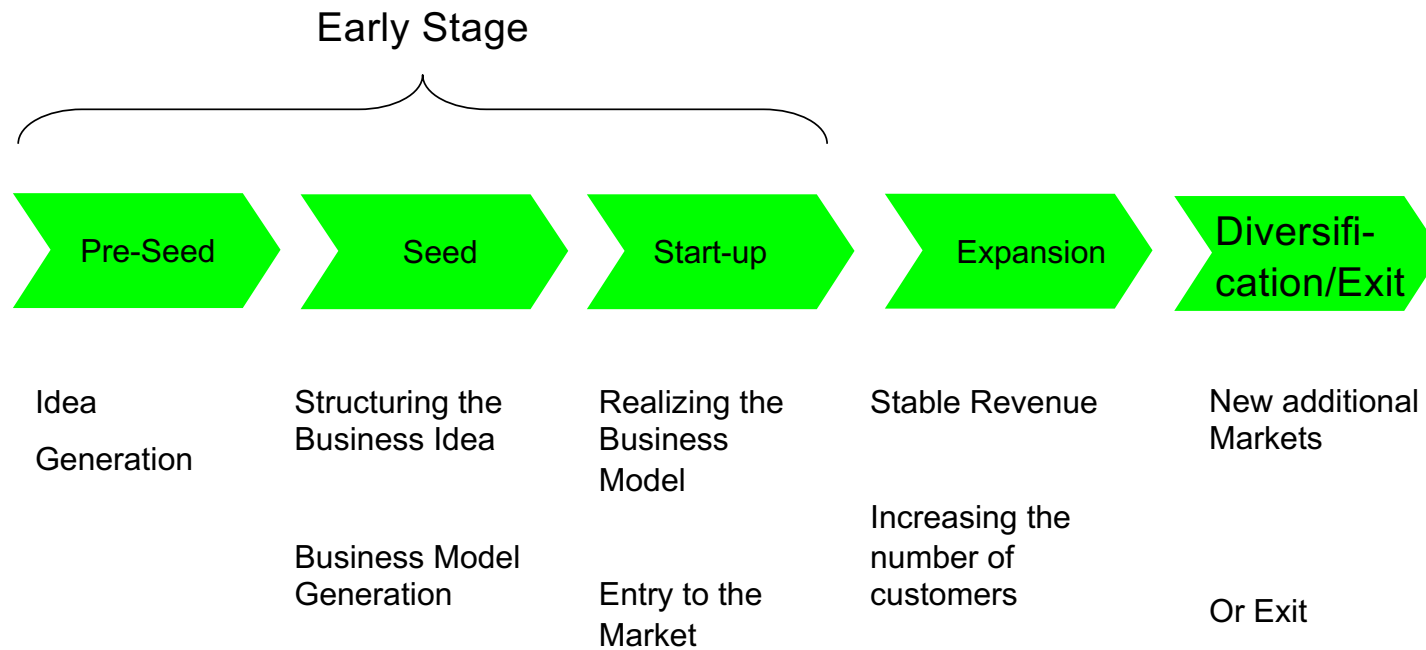 Early Stage
Pre-Seed
Seed
Start-up
Expansion
Diversifi-
cation/Exit
Idea
Generation
Structuring the
Business Idea
Business Model
Generation
Realizing the
Business
Model
Entry to the
Market
Stable Revenue
Increasing the
number of
customers
New additional
Markets
Or Exit